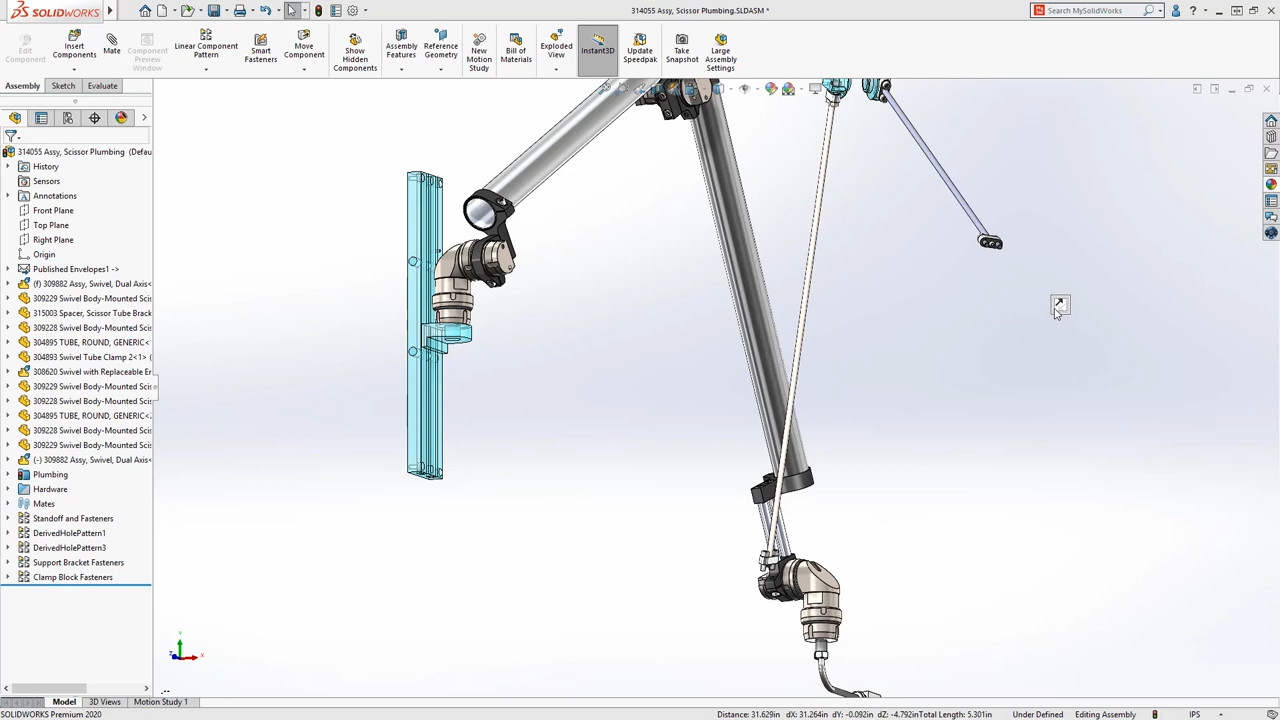 SOLIDWORKS
314055 Assy, Scissor Plumbing.SLDASM *
Search MySolidWorks
Edit Component
Insert Components
Mate
Component Preview Window
Linear Component Pattern
Smart Fasteners
Move Component
Show Hidden Components
Assembly Features
Reference Geometry
New Motion Study
Bill of Materials
Exploded View
Instant3D
Update Speedpak
Take Snapshot
Large Assembly Settings
Assembly
Sketch
Evaluate
314055 Assy, Scissor Plumbing (Defau
History
Sensors
Annotations
Front Plane
Top Plane
Right Plane
Origin
Published Envelopes1 ->
(f) 309882 Assy, Swivel, Dual Axis<
309229 Swivel Body-Mounted Scis
315003 Spacer, Scissor Tube Brack
309228 Swivel Body-Mounted Scis
304895 TUBE, ROUND, GENERIC<
304893 Swivel Tube Clamp 2<1> (
308620 Swivel with Replaceable Er
309229 Swivel Body-Mounted Scis
309228 Swivel Body-Mounted Scis
304895 TUBE, ROUND, GENERIC<
309228 Swivel Body-Mounted Scis
309229 Swivel Body-Mounted Scis
(-) 309882 Assy, Swivel, Dual Axis<
Plumbing
Hardware
Mates
Standoff and Fasteners
DerivedHolePattern1
DerivedHolePattern3
Support Bracket Fasteners
Clamp Block Fasteners
Y
Z
X
Model
3D Views
Motion Study 1
SOLIDWORKS Premium 2020
Distance: 31.629in dX: 31.264in dY: -0.092in dZ: -4.792in Total Length: 5.301in
Under Defined
Editing Assembly
IPS